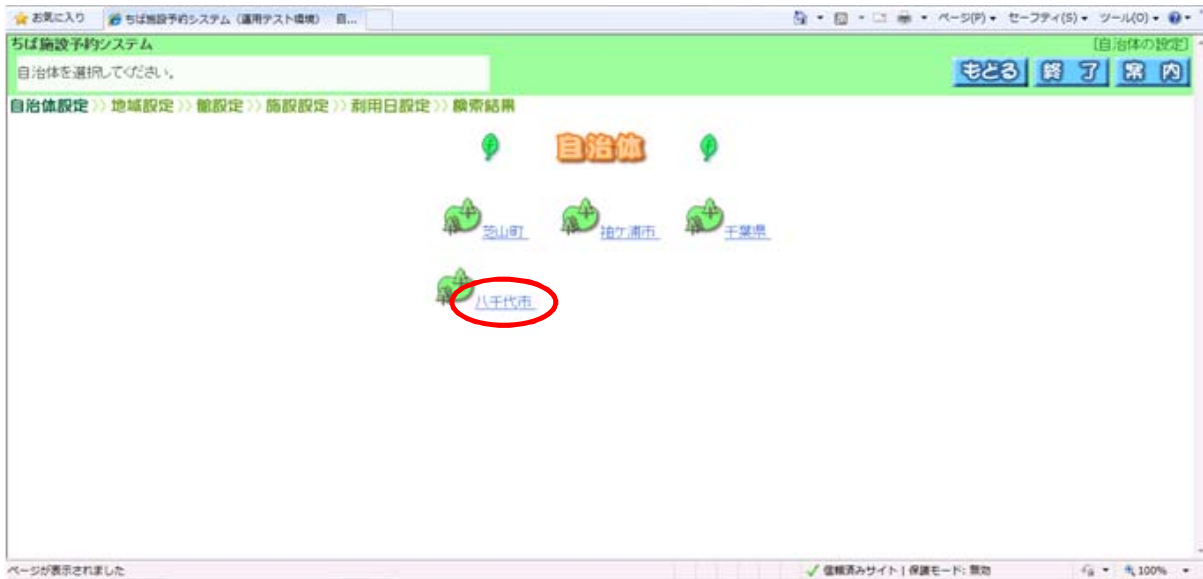 お気に入り ちば施設予約システム（運用テスト環境） 自... ページ(P) セーフティ(S) ツール(O)
ちば施設予約システム [自治体の設定]
自治体を選択してください。 もどる 終了 案内
自治体設定>>地域設定>>館設定>>施設設定>>利用日設定>>検索結果
自治体
芝山町 袖ケ浦市 千葉県
八千代市
ページが表示されました 信頼済みサイト | 保護モード: 無効 100%